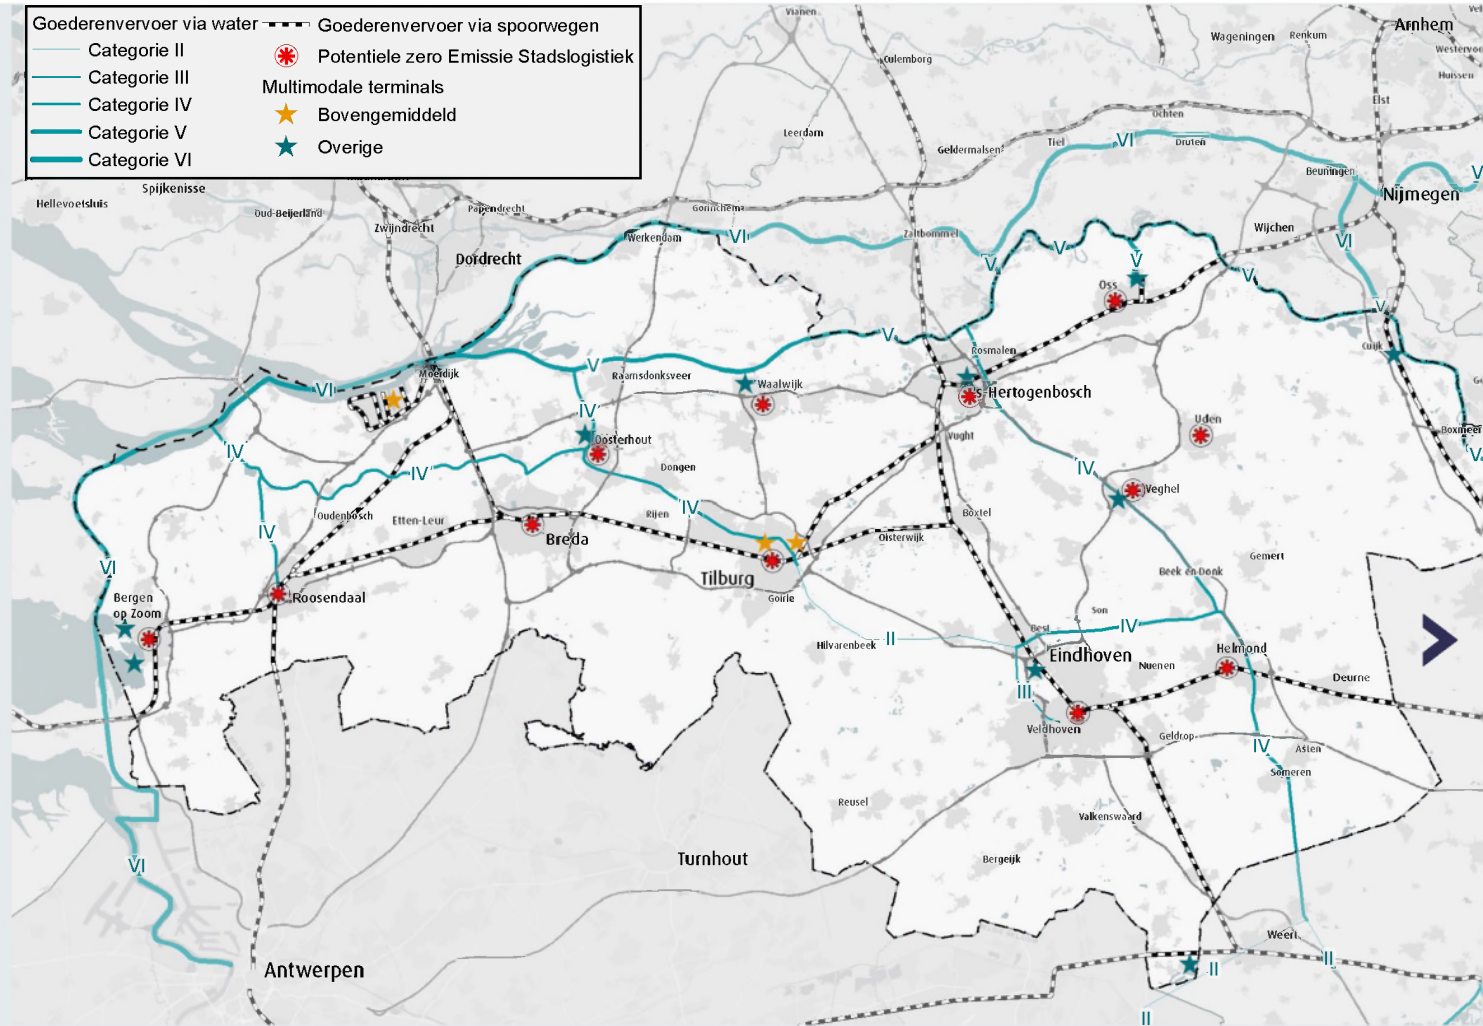 Goederenvervoer via water
Categorie II
Categorie III
Categorie IV
Categorie V
Categorie VI
Goederenvervoer via spoorwegen
Potentiele zero Emissie Stadslogistiek
Multimodale terminals
Bovengemiddeld
Overige
Vianen
Culemborg
Wageningen
Renkum
Arnhem
Westervoo
Huissen
Elst
Leerdam
Ochten
Geldermalsen
Tiel
VI
Druten
Beuningen
Nijmegen
Spijkenisse
Hellevoetsluis
Oud-Beijerland
Zwijndrecht
Papendrecht
Gorinchem
Werkendam
VI
Zaltbommel
Wijchen
VI
Dordrecht
V
V
V
V
Oss
V
Cuijk
Rosmalen
V
V
Moerdijk
VI
Raamsdonksveer
Waalwijk
's-Hertogenbosch
IV
Oosterhout
Uden
Vught
Boxmeer
V
IV
IV
Dongen
IV
Veghel
IV
Rijen
Oudenbosch
Etten-Leur
IV
Breda
Boxtel
Oisterwijk
Gemert
VI
Tilburg
Beek en Donk
Goirle
Bergen
op Zoom
Roosendaal
Son
Best
IV
Hilvarenbeek
II
Eindhoven
Nuenen
Helmond
Deurne
III
Veldhoven
Geldrop
IV
Asten
Someren
Reusel
Valkenswaard
Turnhout
Bergeijk
VI
Weert
Antwerpen
II
II
II